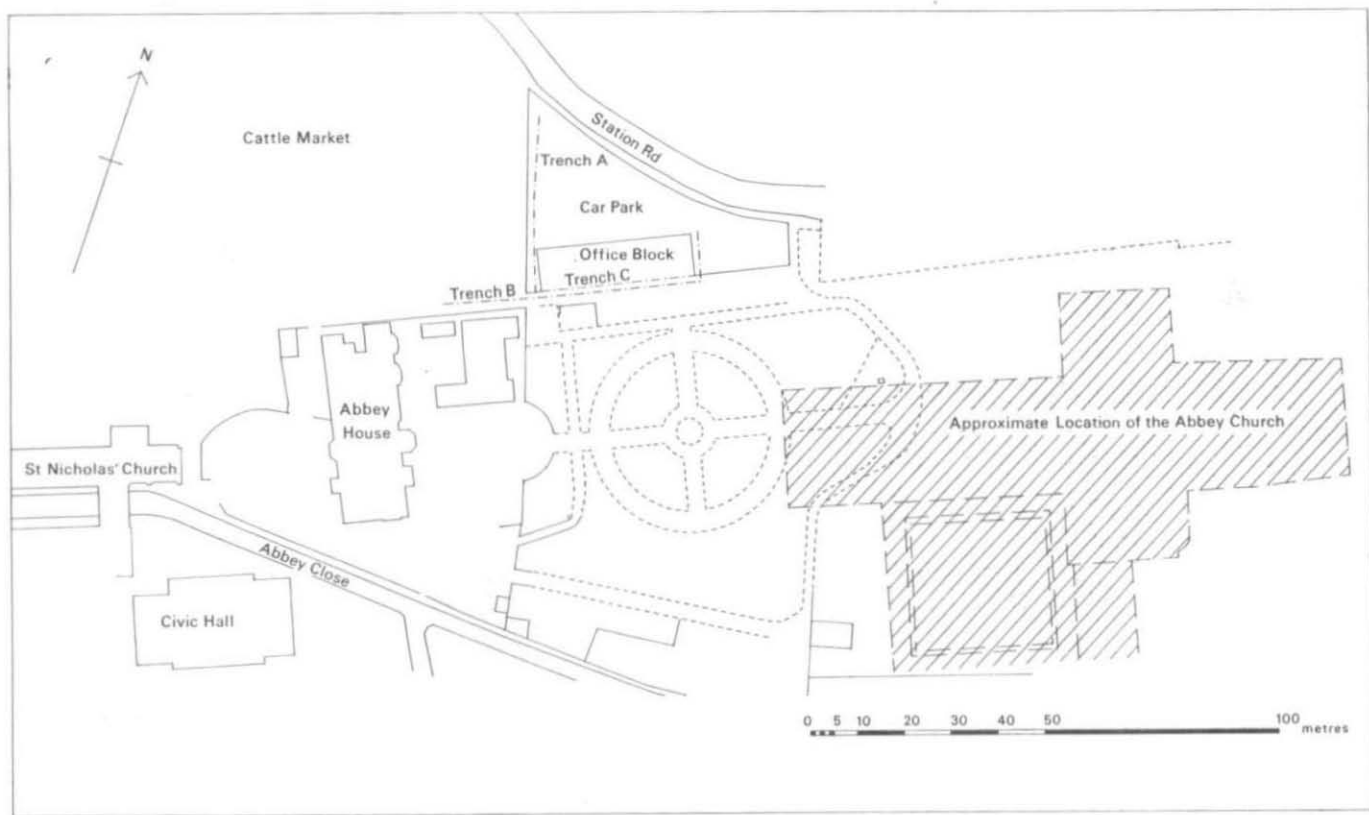 N
Cattle Market
Station Rd
Trench A
Car Park
Office Block
Trench C
Trench B
Abbey
House
Approximate Location of the Abbey Church
St Nicholas' Church
Abbey Close
Civic Hall
0 5 10 20 30 40 50 100
metres